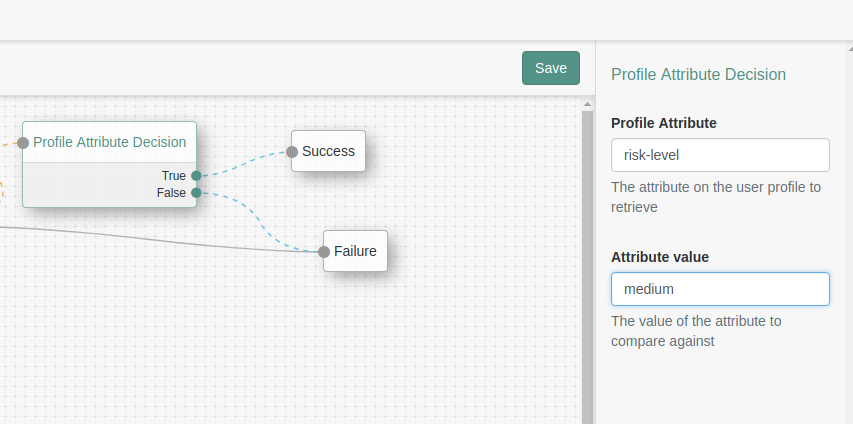 Save
Profile Attribute Decision
True
False
Success
Failure
Profile Attribute Decision
Profile Attribute
risk-level
The attribute on the user profile to
retrieve
Attribute value
medium
The value of the attribute to
compare against